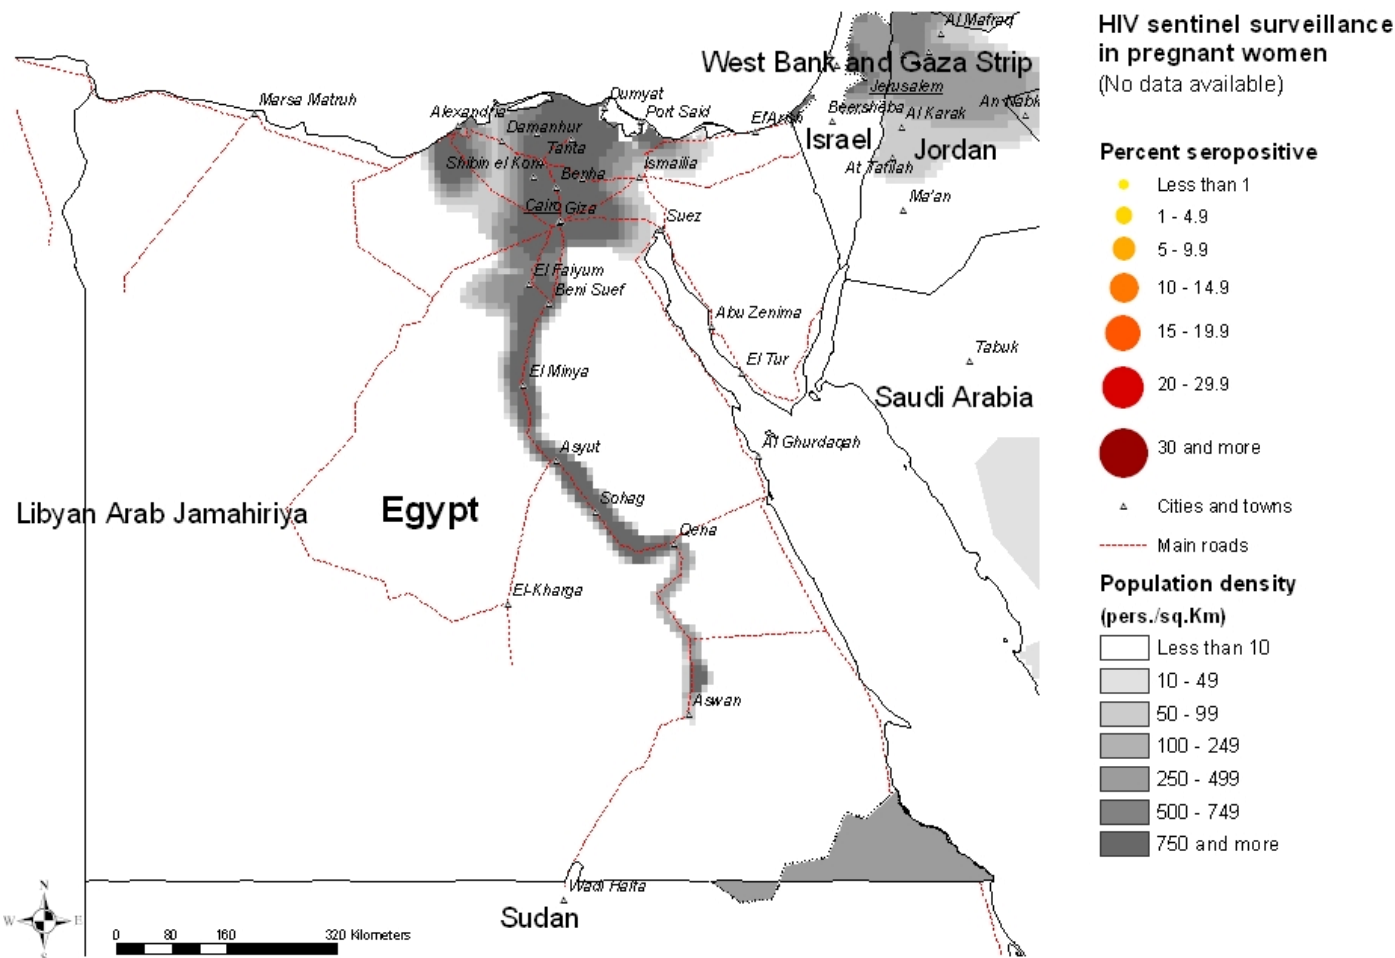 HIV sentinel surveillance
in pregnant women
(No data available)
Percent seropositive
Less than 1
1 - 4.9
5 - 9.9
10 - 14.9
15 - 19.9
20 - 29.9
30 and more
Cities and towns
Main roads
Population density
(pers./sq.Km)
Less than 10
10 - 49
50 - 99
100 - 249
250 - 499
500 - 749
750 and more
Al Mafraq
West Bank and Gaza Strip
Jerusalem
Marsa Matruh
Alexandria
Dumyat
Port Said
El Arish
Beersheba
Al Karak
An Nabk
Damanhur
Tanta
Israel
Jordan
Shibin el Kom
Benha
Ismailia
At Tafilah
Ma'an
Cairo
Giza
Suez
El Faiyum
Beni Suef
Abu Zenima
El Tur
Tabuk
El Minya
Saudi Arabia
Al Ghurdaqah
Asyut
Sohag
Libyan Arab Jamahiriya
Egypt
Qena
El-Kharga
Aswan
Wadi Halfa
Sudan
N
W
E
S
0 80 160 320 Kilometers